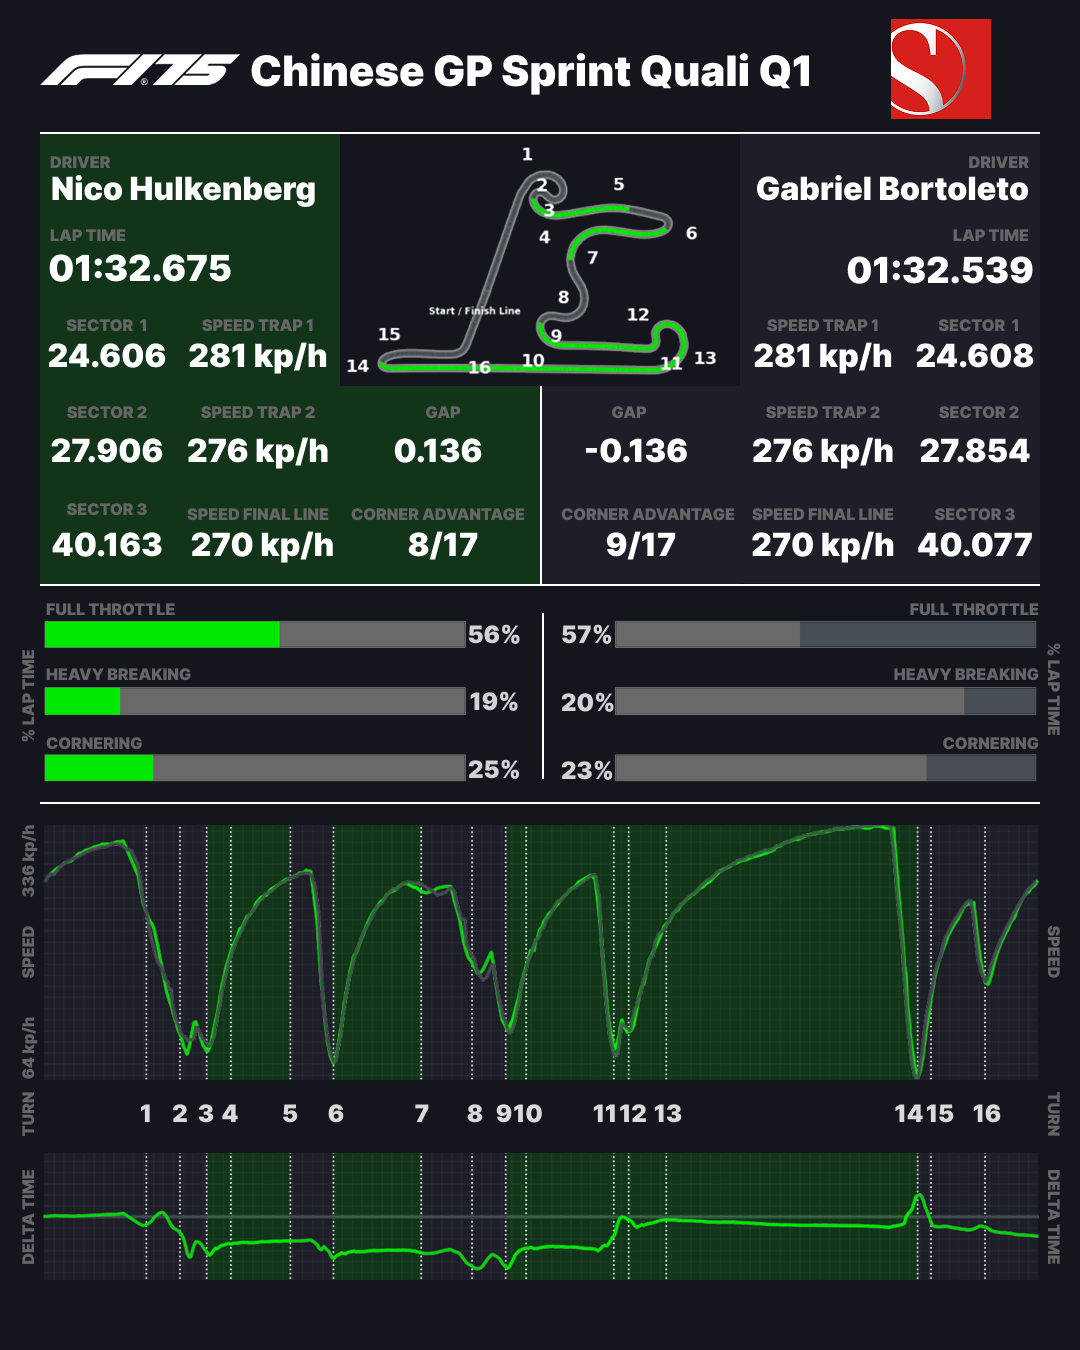 F1®75 Chinese GP Sprint Quali Q1
S
DRIVER
Nico Hulkenberg
LAP TIME
01:32.675
SECTOR 1 SPEED TRAP 1
24.606 281 kp/h
SECTOR 2 SPEED TRAP 2 GAP
27.906 276 kp/h 0.136
SECTOR 3 SPEED FINAL LINE CORNER ADVANTAGE
40.163 270 kp/h 8/17
1
2
3
4
5
6
7
8
9
10
11
12
13
14
15
16
Start / Finish Line
DRIVER
Gabriel Bortoleto
LAP TIME
01:32.539
SPEED TRAP 1 SECTOR 1
281 kp/h 24.608
GAP SPEED TRAP 2 SECTOR 2
-0.136 276 kp/h 27.854
CORNER ADVANTAGE SPEED FINAL LINE SECTOR 3
9/17 270 kp/h 40.077
% LAP TIME
FULL THROTTLE
56%
HEAVY BREAKING
19%
CORNERING
25%
FULL THROTTLE
57%
HEAVY BREAKING
20%
CORNERING
23%
% LAP TIME
336 kp/h
SPEED
64 kp/h
SPEED
TURN
1 2 3 4 5 6 7 8 9 10 11 12 13 14 15 16
TURN
DELTA TIME
DELTA TIME